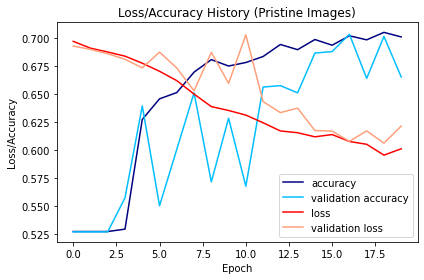 Loss/Accuracy History (Pristine Images)
Loss/Accuracy
0.700
0.675
0.650
0.625
0.600
0.575
0.550
0.525
0.0
2.5
5.0
7.5
10.0
12.5
15.0
17.5
Epoch
accuracy
validation accuracy
loss
validation loss